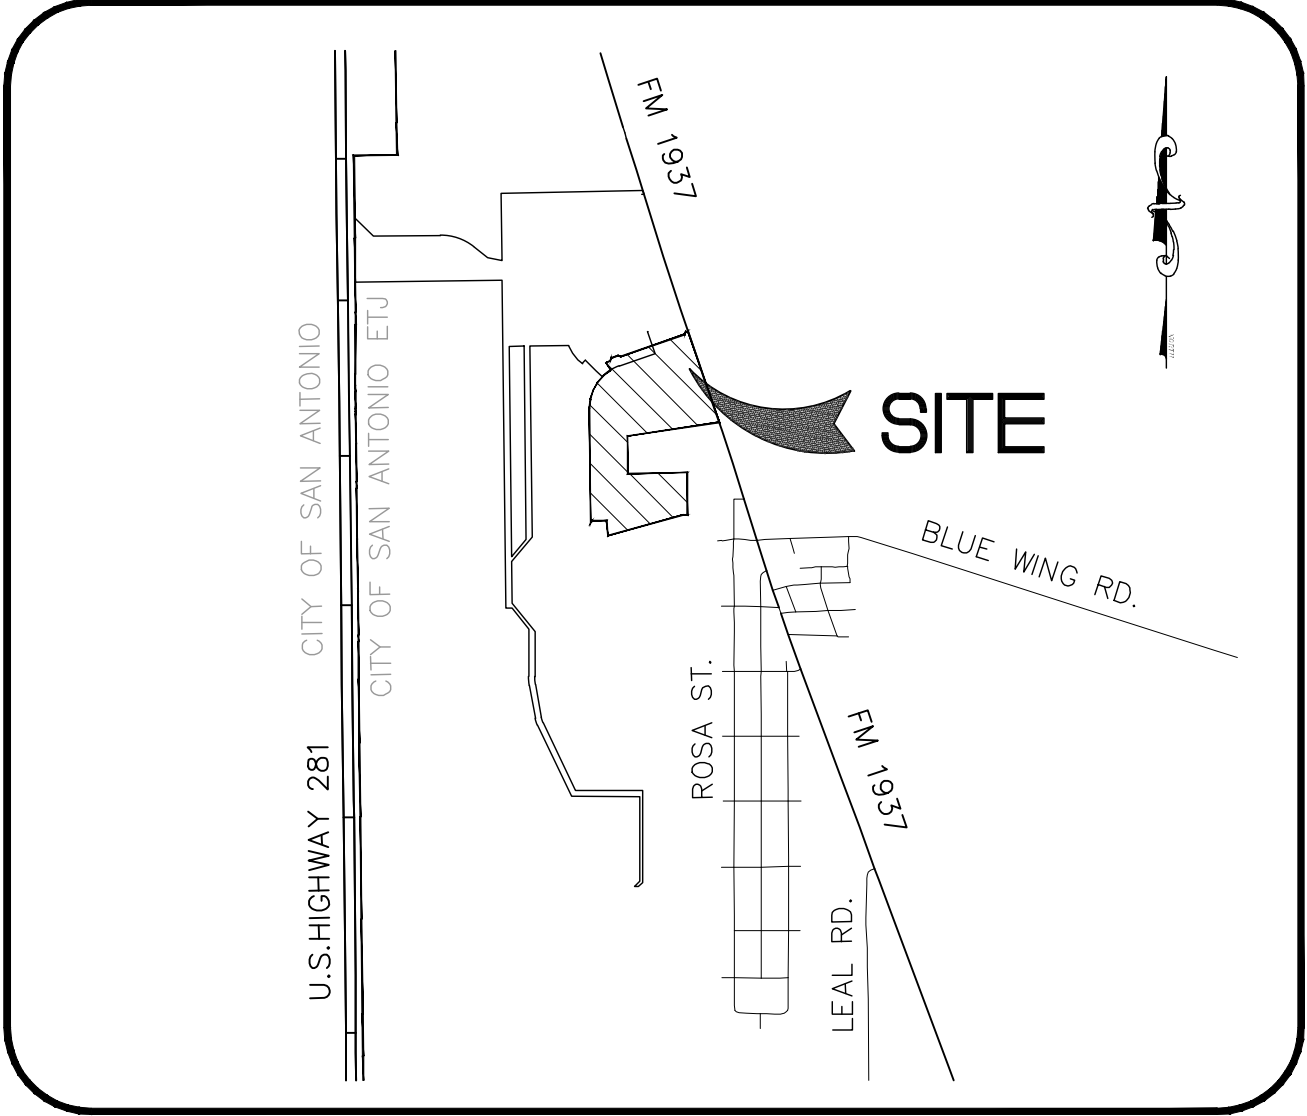 FM 1937
SITE
CITY OF SAN ANTONIO
CITY OF SAN ANTONIO ETJ
BLUE WING RD.
ROSA ST.
FM 1937
U.S.HIGHWAY 281
LEAL RD.